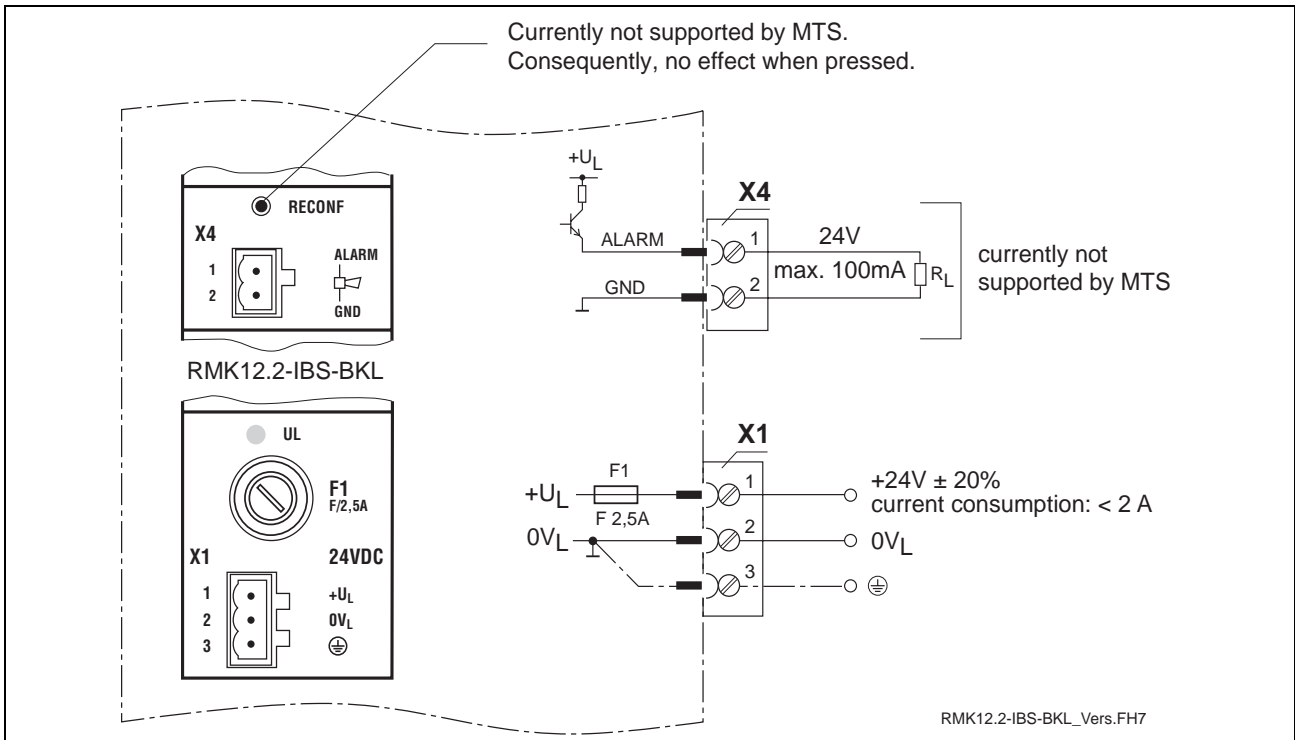 Currently not supported by MTS.
Consequently, no effect when pressed.
RECONF
X4
1
2
ALARM
GND
RMK12.2-IBS-BKL
UL
F1
F/2,5A
X1
24VDC
1
+UL
2
0VL
3
+UL
X4
ALARM
1
24V
max. 100mA
RL
GND
2
currently not
supported by MTS
X1
+UL
F1
F 2,5A
1
+24V ± 20%
current consumption: < 2 A
0VL
2
0VL
3
RMK12.2-IBS-BKL_Vers.FH7